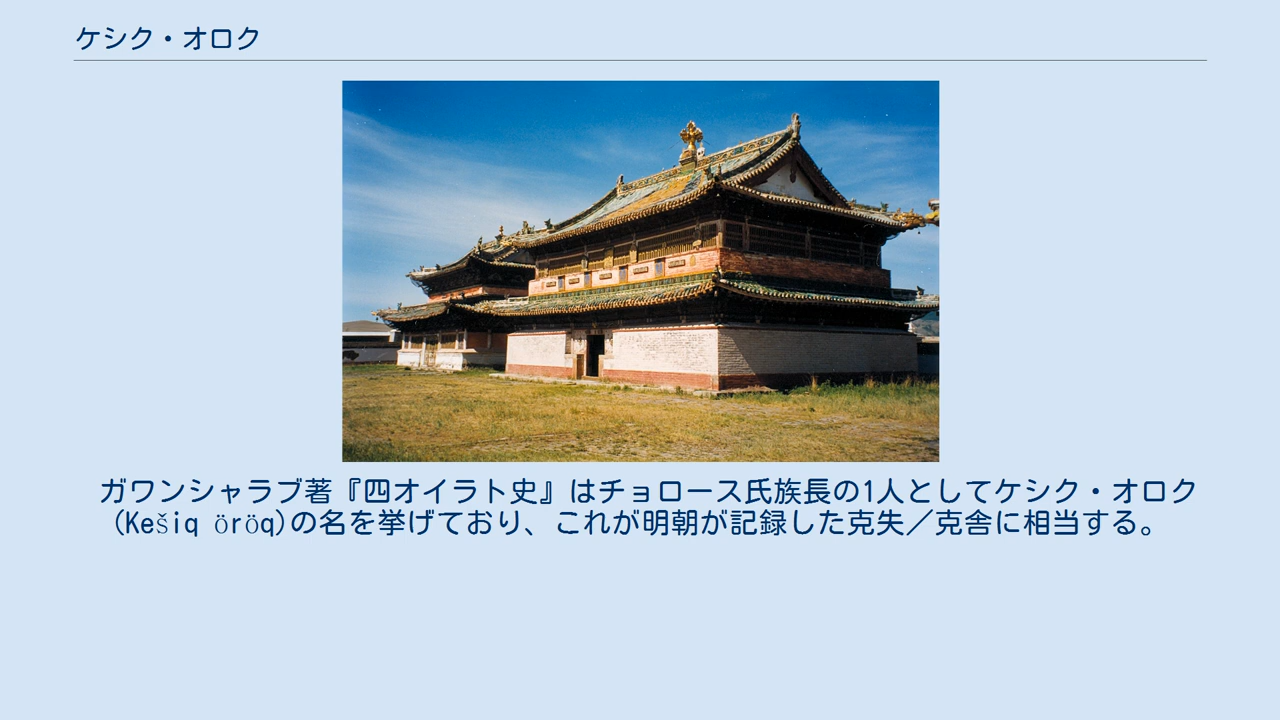 ケシク・オロク
ガワンシャラブ著『四オイラト史』はチョロース氏族長の1人としてケシク・オロク
(Kešiq öröq)の名を挙げており、これが明朝が記録した克失／克舎に相当する。